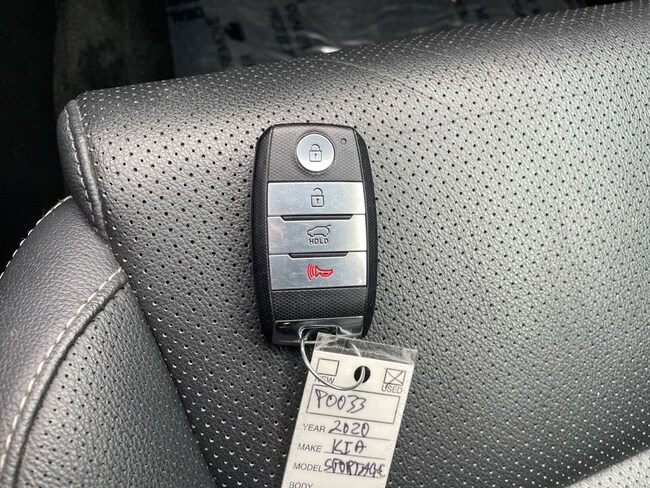 HOLD
NEW
USED
P0033
YEAR 2020
MAKE KIA
MODEL SPORTAGE
BODY